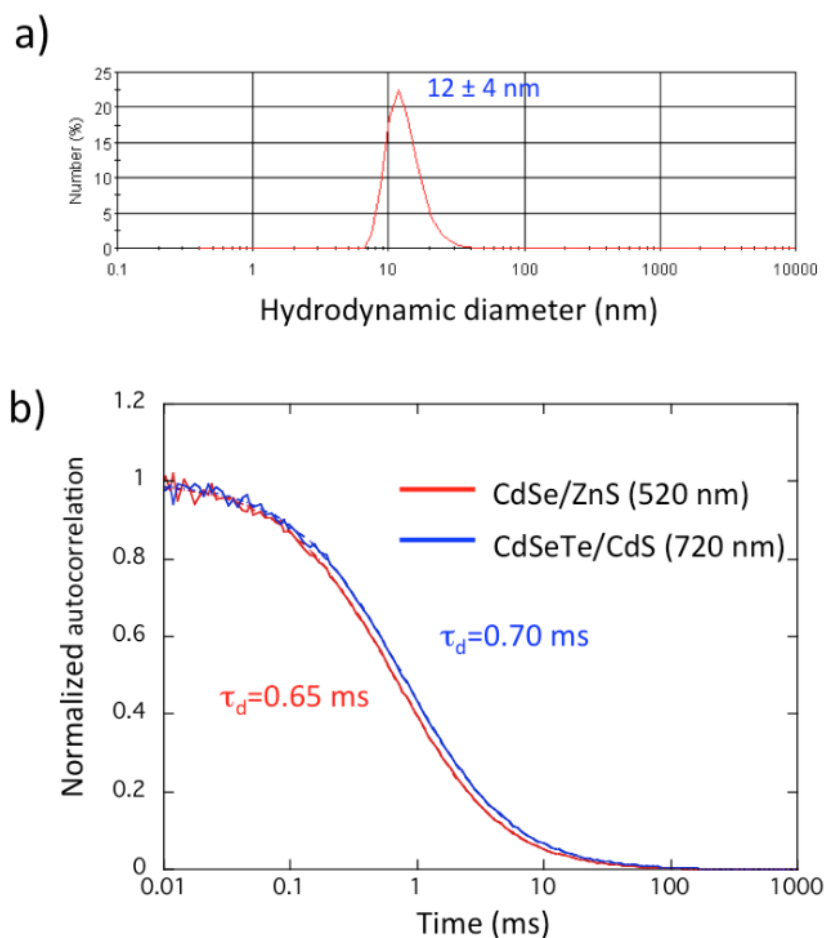 a)
25
12 ± 4 nm
20
15
10
5
0
Number (%)
0.1 1 10 100 1000 10000
Hydrodynamic diameter (nm)
b)
1.2
1
0.8
0.6
0.4
0.2
0
Normalized autocorrelation
CdSe/ZnS (520 nm)
CdSeTe/CdS (720 nm)
τd=0.70 ms
τd=0.65 ms
0.01 0.1 1 10 100 1000
Time (ms)